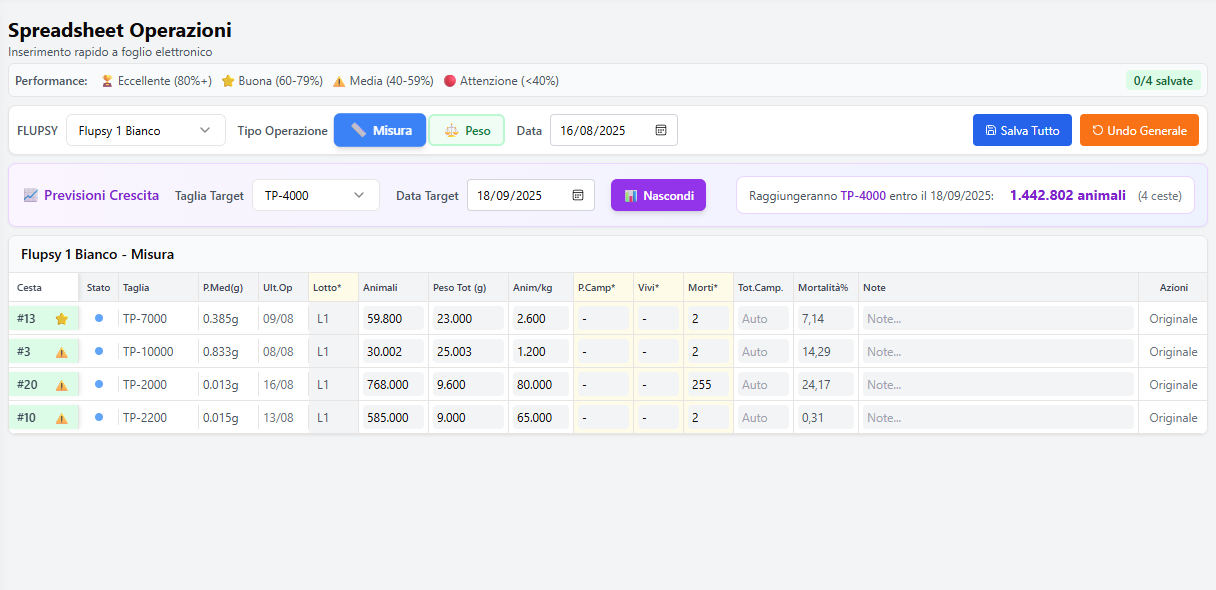 Spreadsheet Operazioni
Inserimento rapido a foglio elettronico
Performance: Eccellente (80%+) Buona (60-79%) Media (40-59%) Attenzione (<40%) 0/4 salvate
FLUPSY Flupsy 1 Bianco Tipo Operazione Misura Peso Data 16/08/2025 Salva Tutto Undo Generale
Previsioni Crescita Taglia Target TP-4000 Data Target 18/09/2025 Nascondi Raggiungeranno TP-4000 entro il 18/09/2025: 1.442.802 animali (4 ceste)
Flupsy 1 Bianco - Misura
Cesta Stato Taglia P.Med(g) Ult.Op Lotto* Animali Peso Tot (g) Anim/kg P.Camp* Vivi* Morti* Tot.Camp. Mortalità% Note Azioni
#13 TP-7000 0.385g 09/08 L1 59.800 23.000 2.600 - - 2 Auto 7,14 Note... Originale
#3 TP-10000 0.833g 08/08 L1 30.002 25.003 1.200 - - 2 Auto 14,29 Note... Originale
#20 TP-2000 0.013g 16/08 L1 768.000 9.600 80.000 - - 255 Auto 24,17 Note... Originale
#10 TP-2200 0.015g 13/08 L1 585.000 9.000 65.000 - - 2 Auto 0,31 Note... Originale